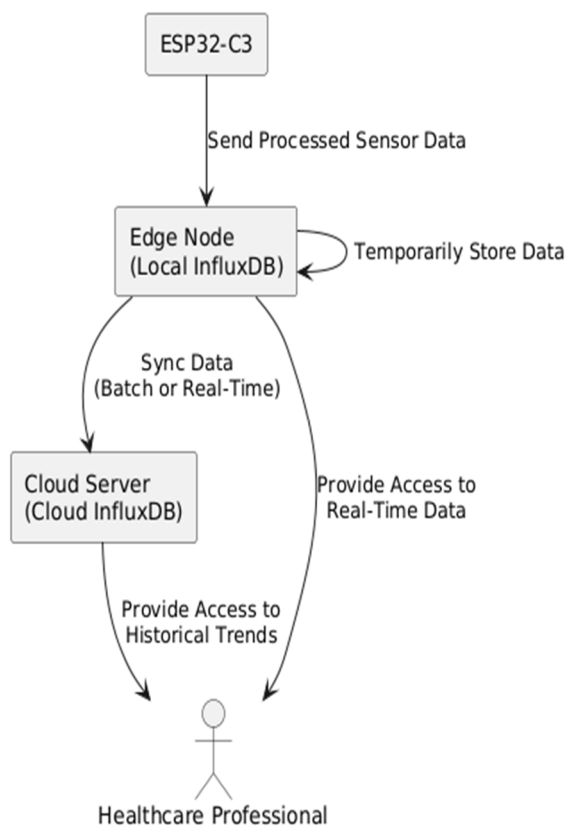 ESP32-C3
Send Processed Sensor Data
Edge Node
(Local InfluxDB)
Temporarily Store Data
Sync Data
(Batch or Real-Time)
Cloud Server
(Cloud InfluxDB)
Provide Access to
Real-Time Data
Provide Access to
Historical Trends
Healthcare Professional